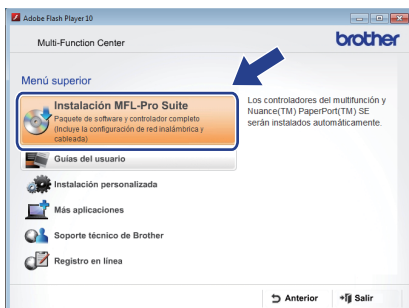 Adobe Flash Player 10
Multi-Function Center
brother
Menú superior
Instalación MFL-Pro Suite
Paquete de software y controlador completo
(Incluye la configuración de red inalámbrica y
cableada)
Los controladores del multifunción y
Nuance(TM) PaperPort(TM) SE
serán instalados automáticamente.
Guías del usuario
Instalación personalizada
Más aplicaciones
Soporte técnico de Brother
Registro en línea
Anterior
Salir